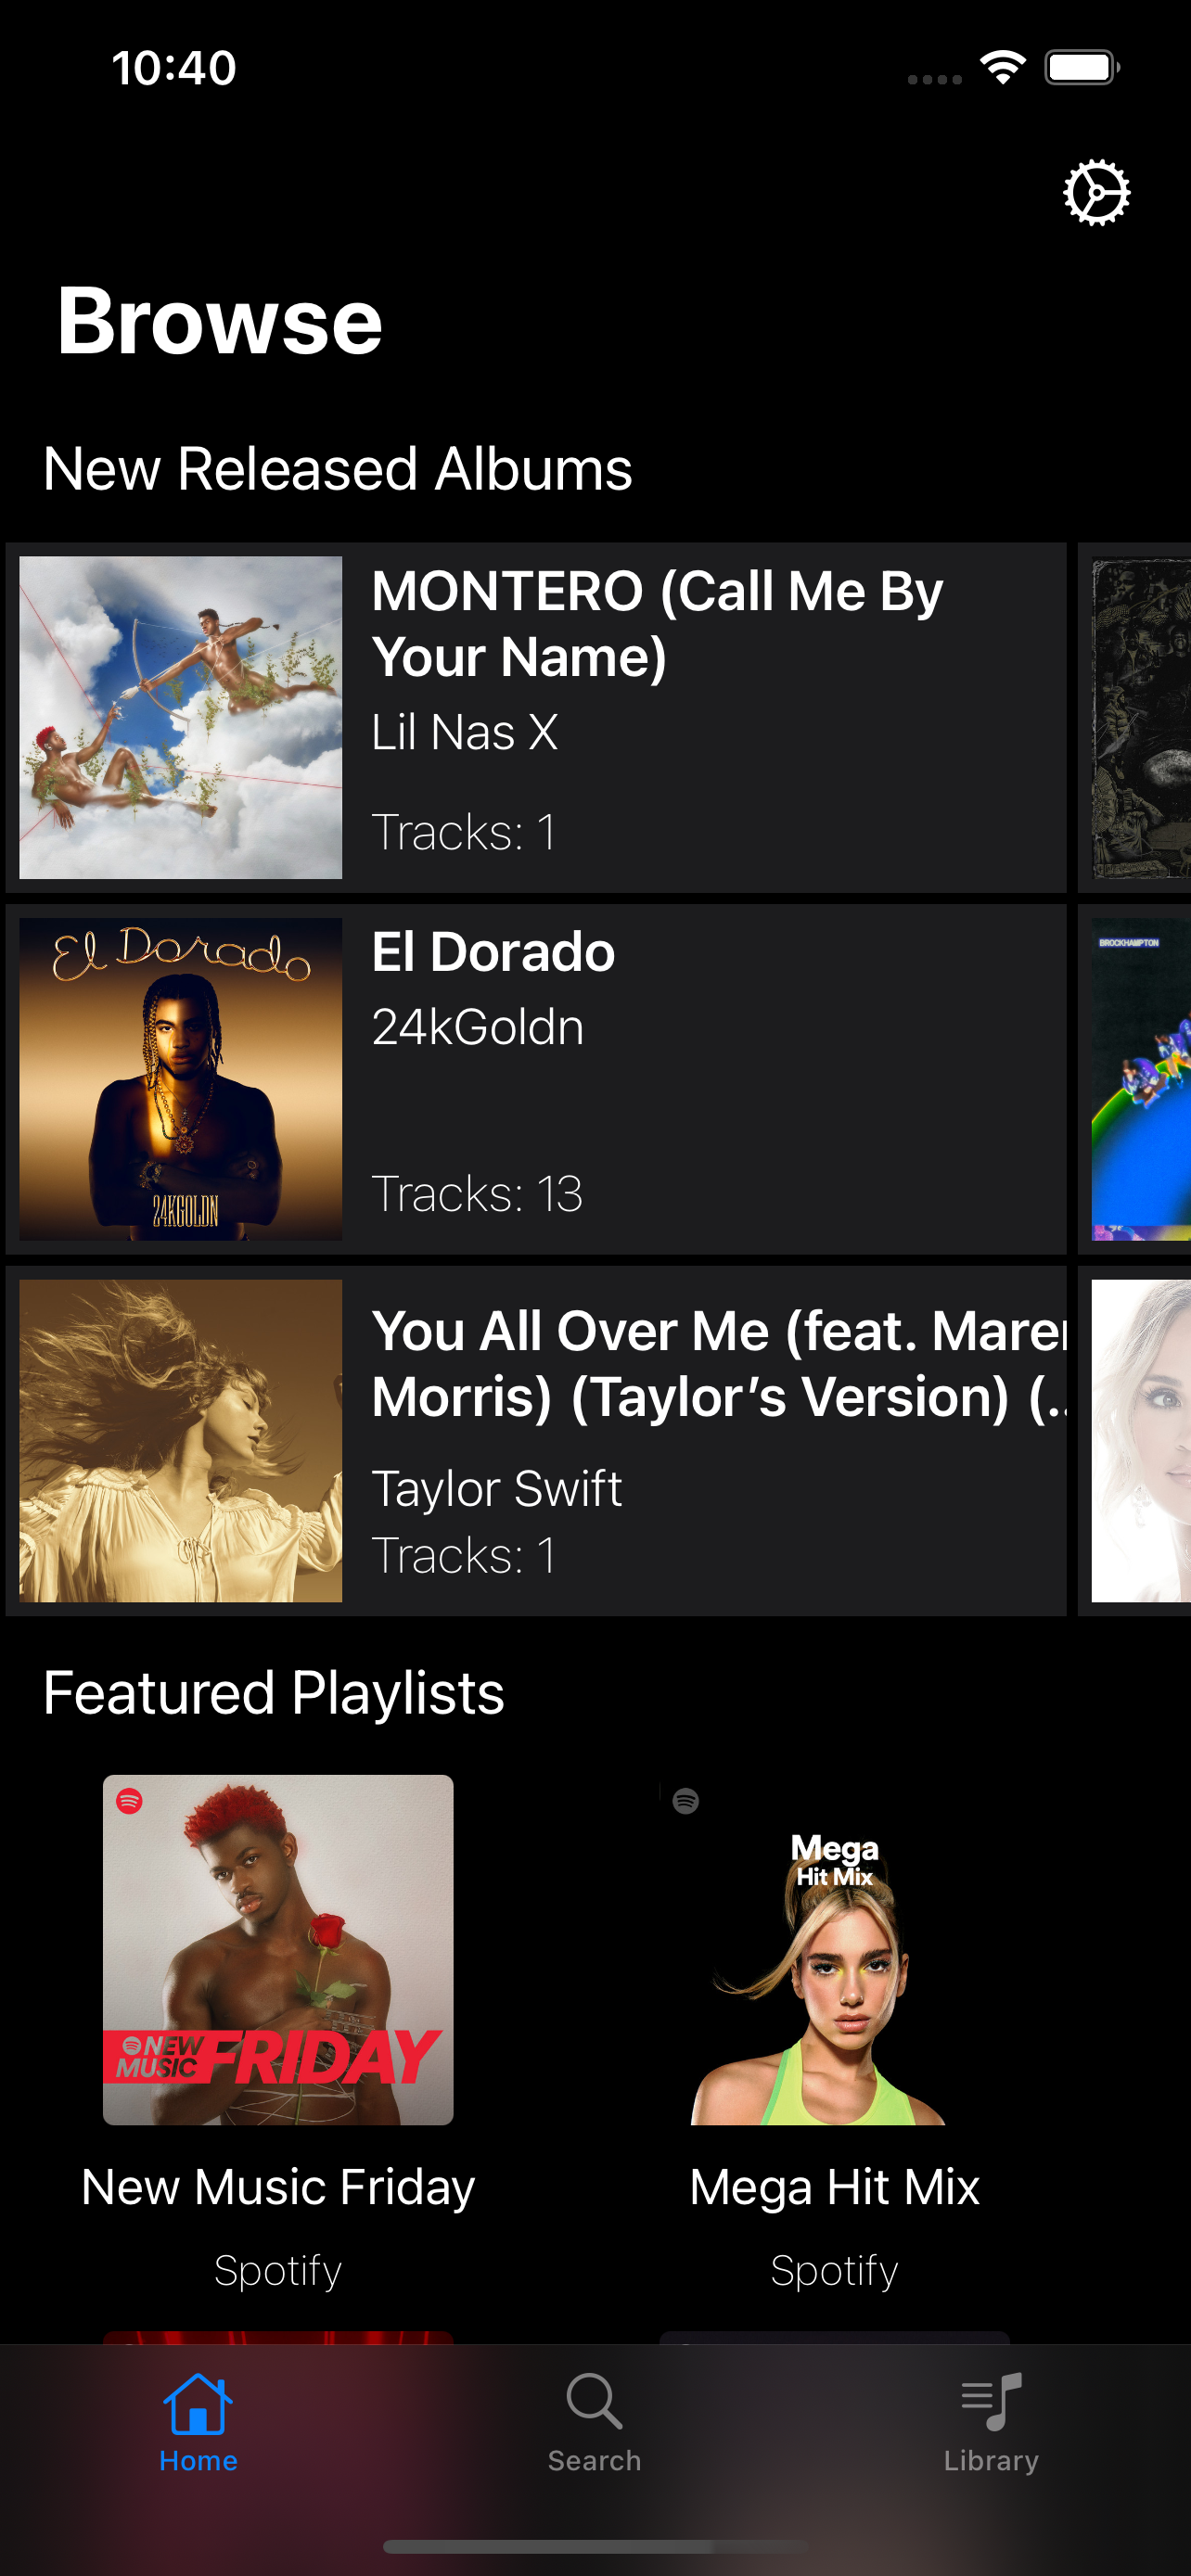 10:40
Browse
New Released Albums
MONTERO (Call Me By
Your Name)
Lil Nas X
Tracks: 1
El Dorado
24KGOLDN
El Dorado
24kGoldn
Tracks: 13
BROCKHAMPTON
You All Over Me (feat. Maren
Morris) (Taylor’s Version) (..
Taylor Swift
Tracks: 1
Featured Playlists
NEW
MUSIC FRIDAY
New Music Friday
Spotify
Mega
Hit Mix
Mega Hit Mix
Spotify
Home
Search
Library